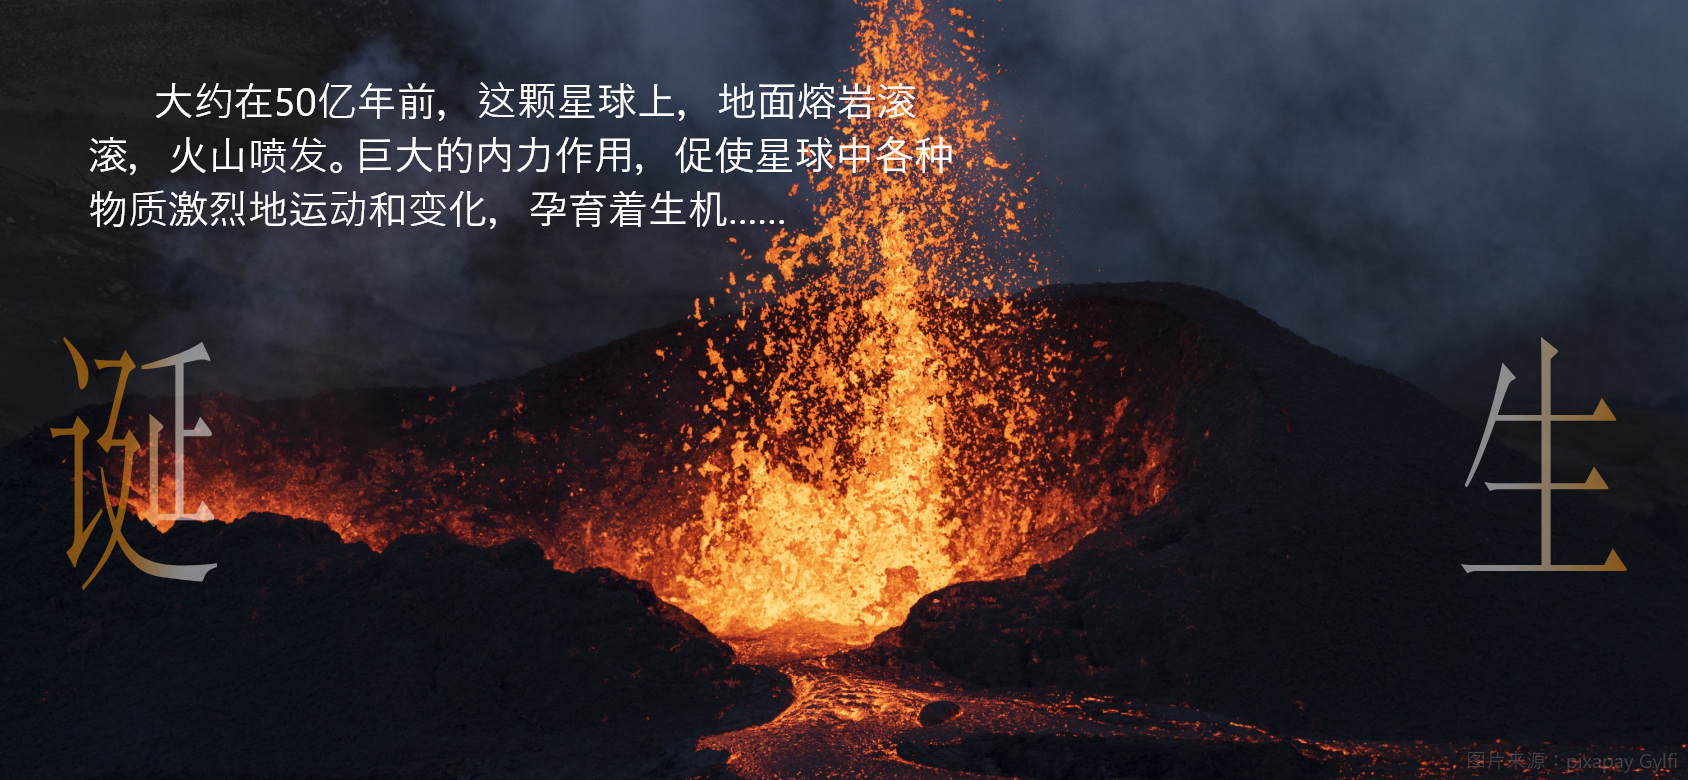 大约在50亿年前，这颗星球上，地面熔岩滚
滚，火山喷发。巨大的内力作用，促使星球中各种
物质激烈地运动和变化，孕育着生机……
诞 生
图片来源：pixapay Gylfi